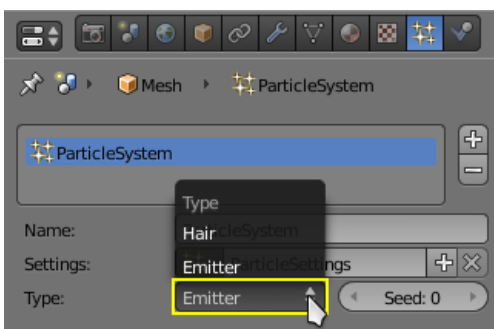 Mesh ParticleSystem
ParticleSystem
Type
Name:
Hair
Settings:
Emitter ParticleSettings
Type: Emitter Seed: 0